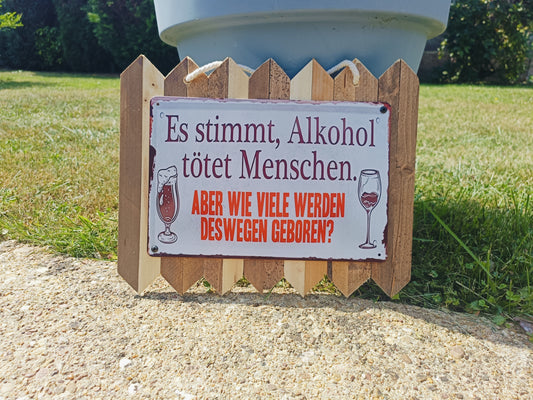 Es stimmt, Alkohol
tötet Menschen.
ABER WIE VIELE WERDEN
DESWEGEN GEBOREN?